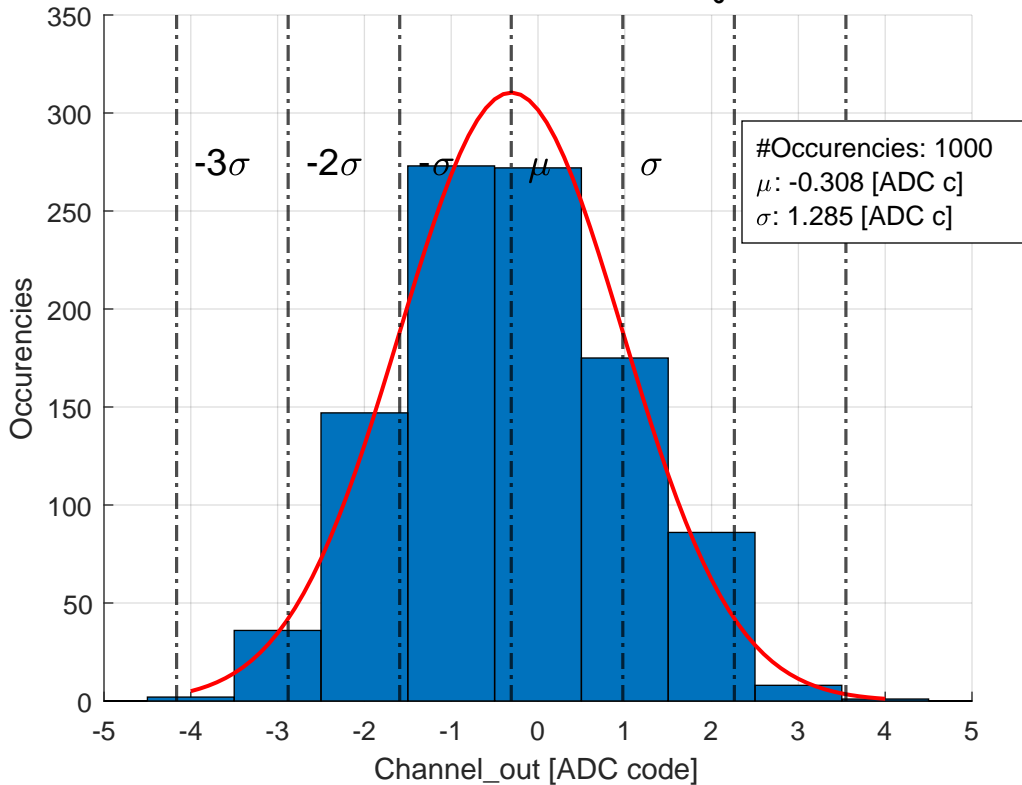 350
300
250
200
150
100
50
0
Occurencies
-3σ -2σ -σ μ σ
#Occurencies: 1000
μ: -0.308 [ADC c]
σ: 1.285 [ADC c]
-5 -4 -3 -2 -1 0 1 2 3 4 5
Channel_out [ADC code]